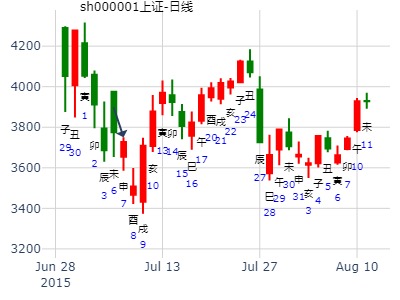 sh000001上证-日线
4200
4000
3800
3600
3400
3200
子
29
丑
30
寅
1
卯
2
辰
3
未
6
申
7
酉
8
戌
9
亥
10
寅
13
卯
14
辰
15
巳
16
午
17
酉
20
戌
21
亥
22
子
23
丑
24
辰
27
巳
28
午
29
未
30
申
31
亥
3
子
4
丑
5
寅
6
卯
7
午
10
未
11
Jun 28
2015
Jul 13
Jul 27
Aug 10